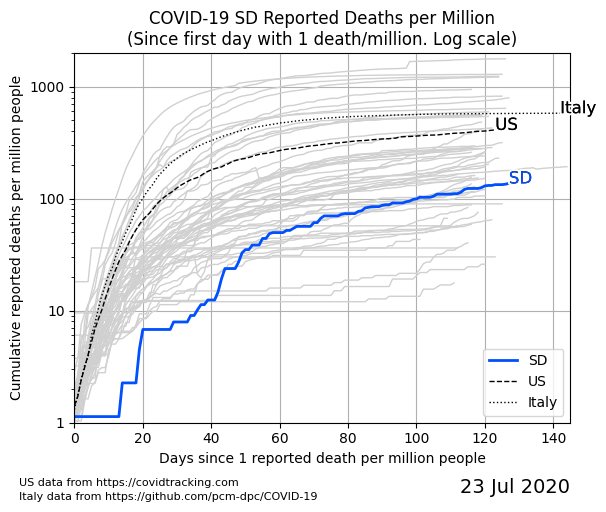 COVID-19 SD Reported Deaths per Million
(Since first day with 1 death/million. Log scale)
Cumulative reported deaths per million people
1000
100
10
1
Italy
US
SD
SD
US
Italy
0 20 40 60 80 100 120 140
Days since 1 reported death per million people
US data from https://covidtracking.com
Italy data from https://github.com/pcm-dpc/COVID-19
23 Jul 2020